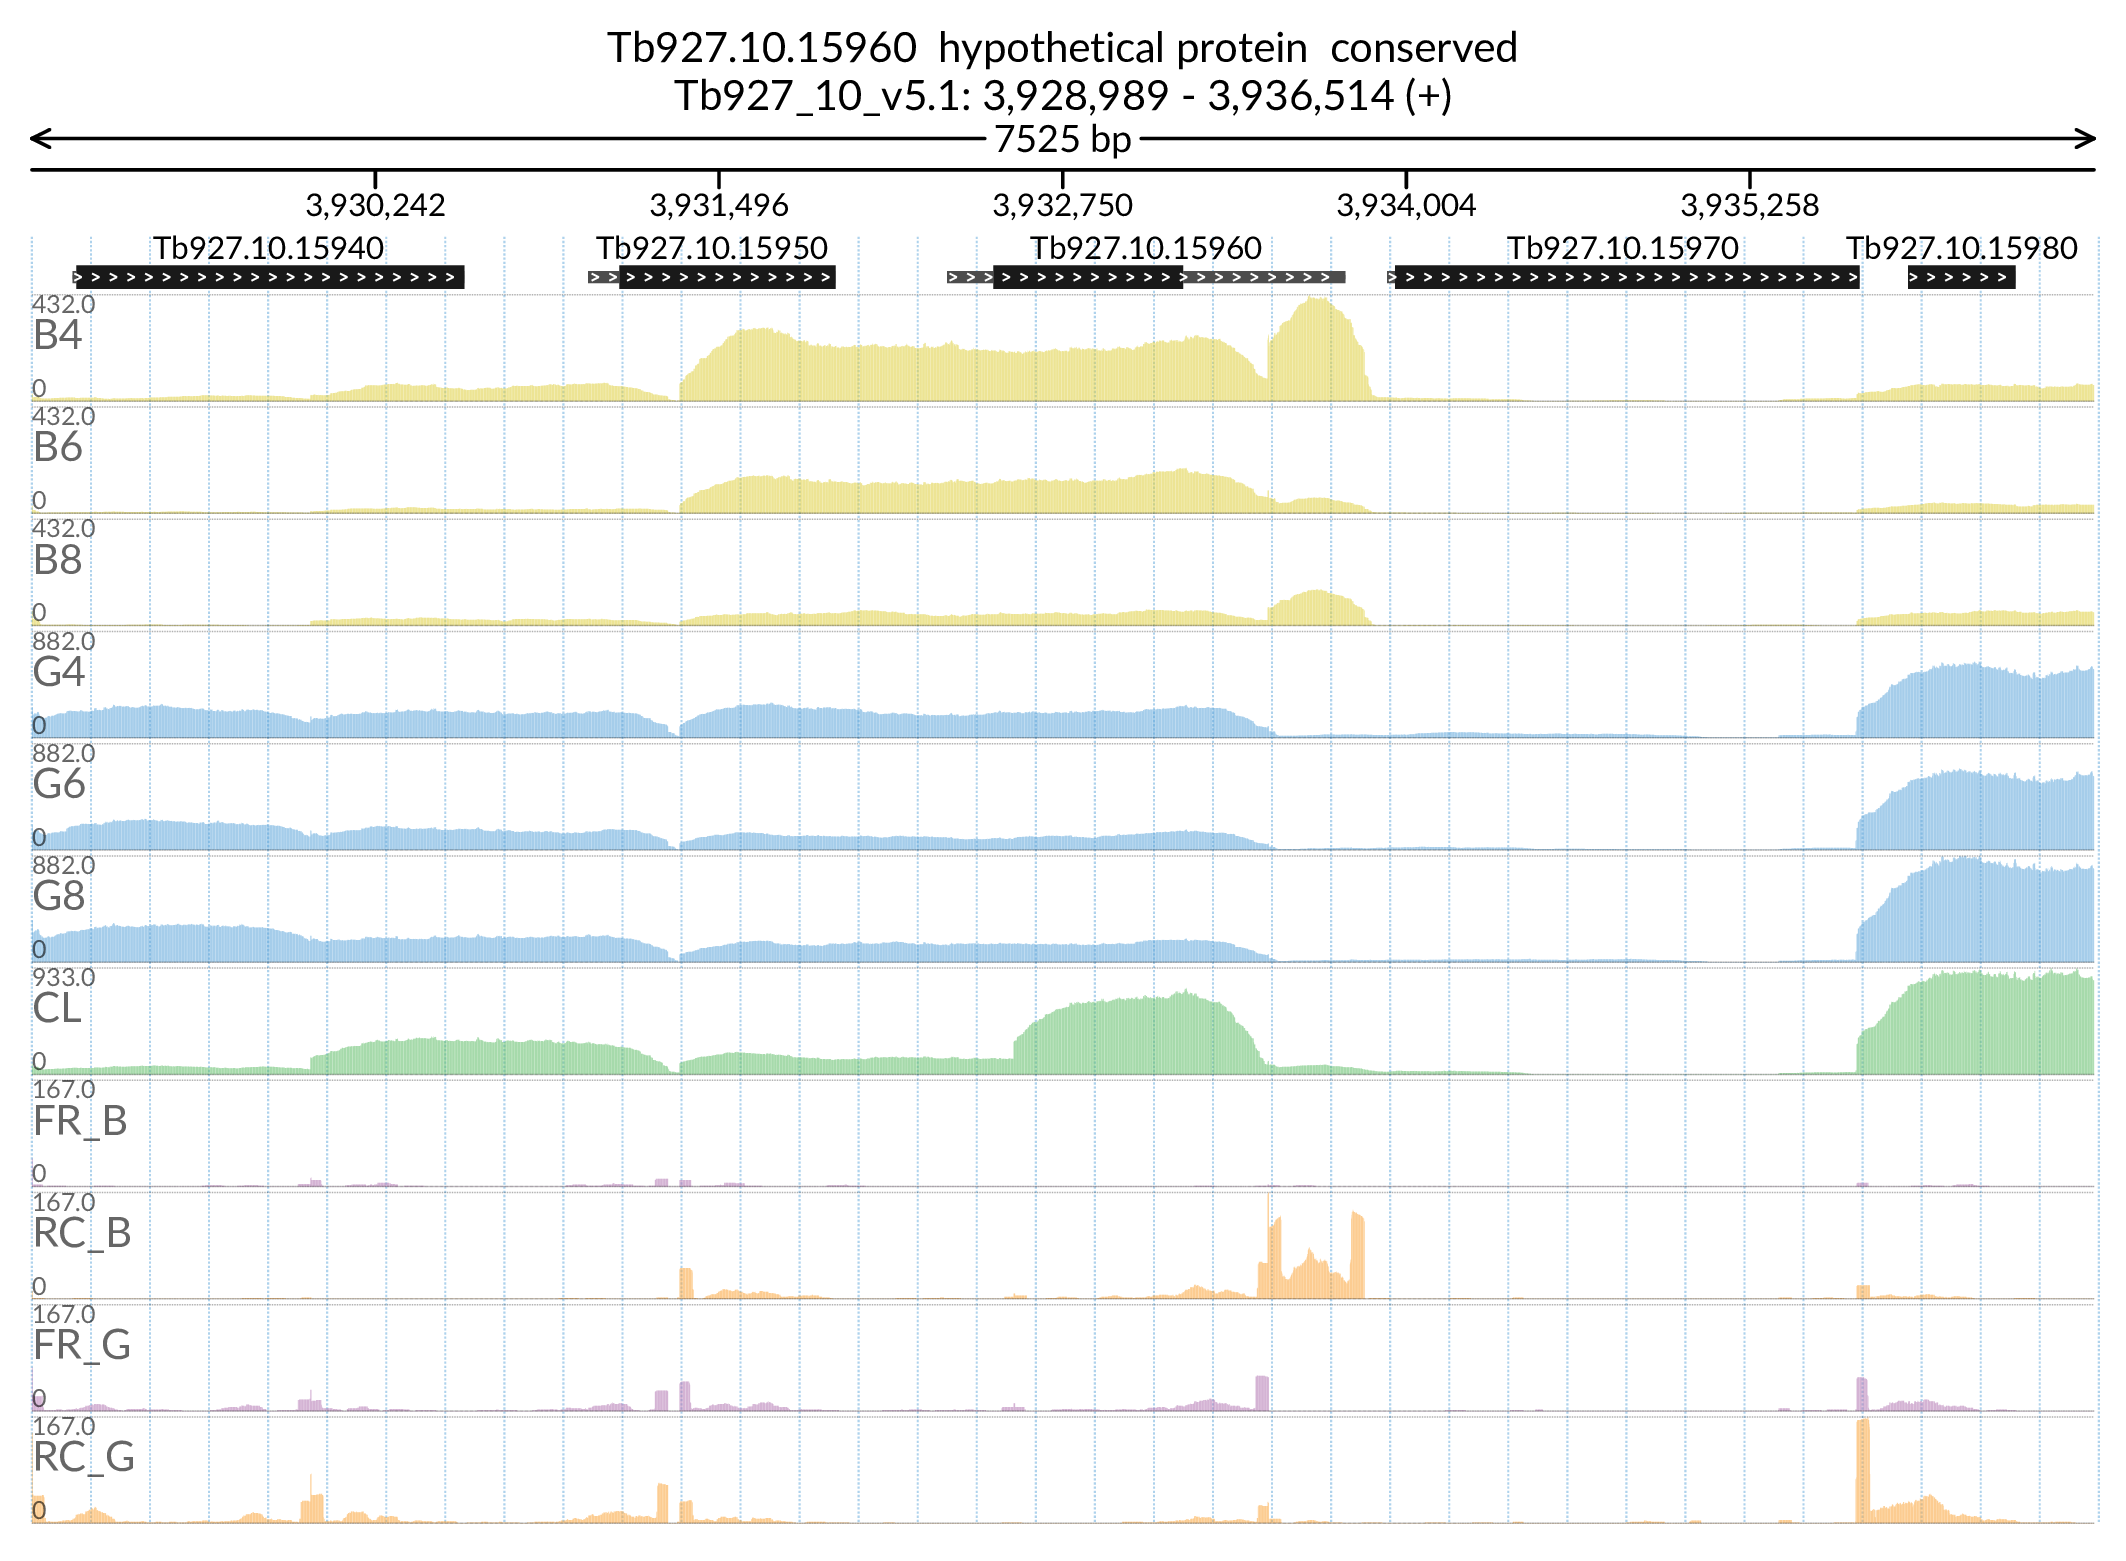 Tb927.10.15960 hypothetical protein conserved
Tb927_10_v5.1: 3,928,989 - 3,936,514 (+)
7525 bp
3,930,242 3,931,496 3,932,750 3,934,004 3,935,258
Tb927.10.15940 Tb927.10.15950 Tb927.10.15960 Tb927.10.15970 Tb927.10.15980
432.0
B4
0
432.0
B6
0
432.0
B8
0
882.0
G4
0
882.0
G6
0
882.0
G8
0
933.0
CL
0
167.0
FR_B
0
167.0
RC_B
0
167.0
FR_G
0
167.0
RC_G
0